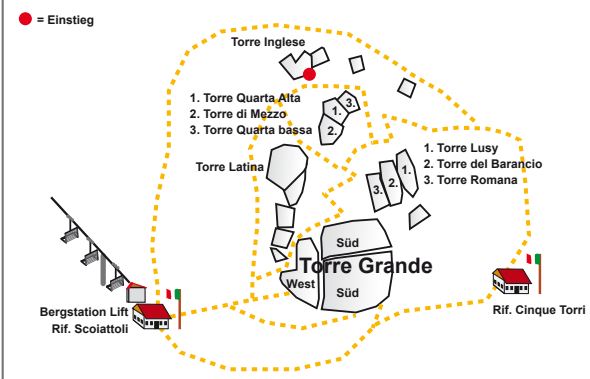 = Einstieg
Torre Inglese
1. Torre Quarta Alta
2. Torre di Mezzo
3. Torre Quarta bassa
3.
1.
2.
Torre Latina
1. Torre Lusy
2. Torre del Barancio
3. Torre Romana
1.
2.
3.
Süd
Torre Grande
West
Süd
Bergstation Lift
Rif. Scoiattoli
Rif. Cinque Torri